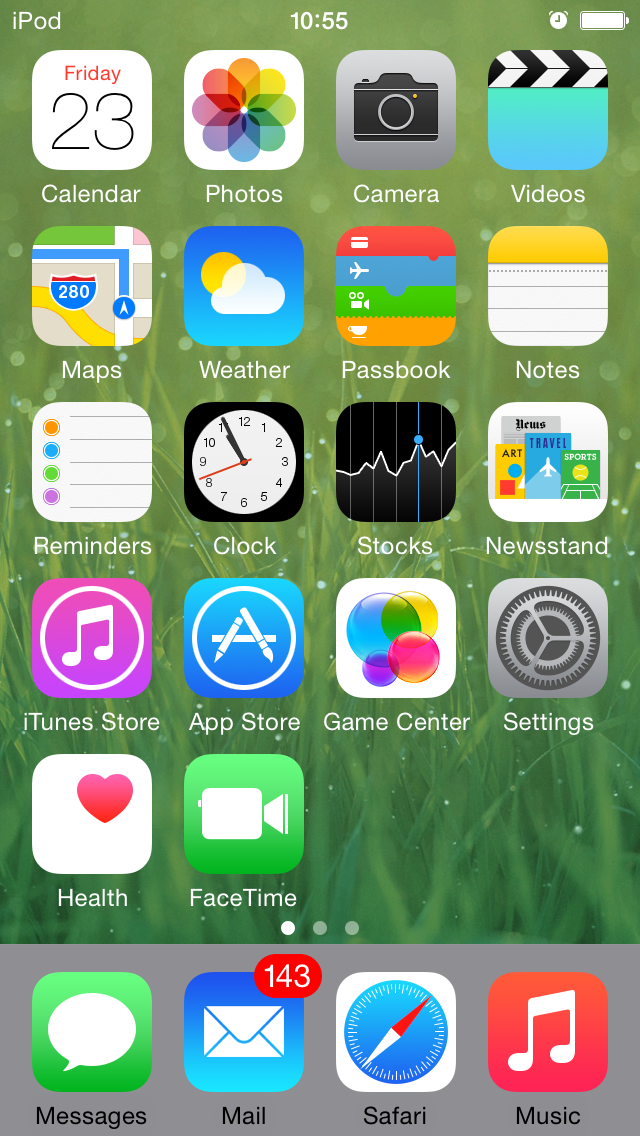 iPod 10:55
Friday
23
Calendar Photos Camera Videos
280
Maps Weather Passbook Notes
12
1
2
3
4
5
6
7
8
9
10
11
News
ART TRAVEL SPORTS
Reminders Clock Stocks Newsstand
iTunes Store App Store Game Center Settings
Health FaceTime
143
Messages Mail Safari Music